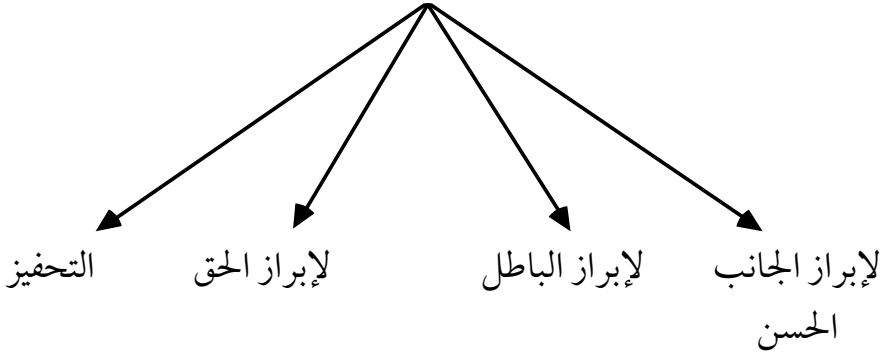 لإبراز الجانب الحسن
لإبراز الباطل
لإبراز الحق
التحفيز